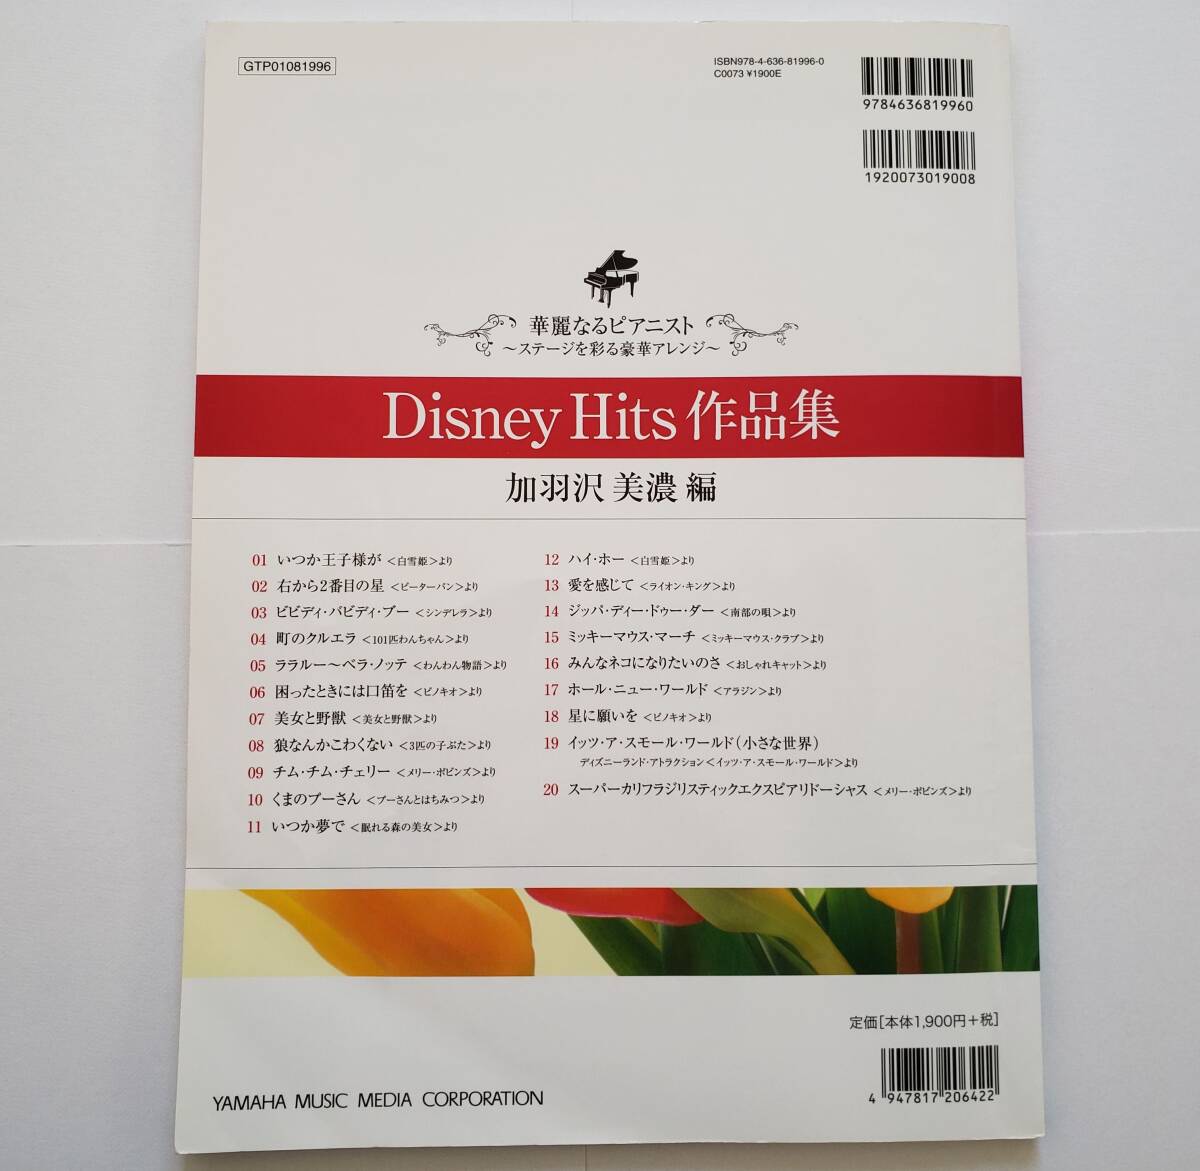 GTP01081996
ISBN978-4-636-81996-0
C0073 ¥1900E
9784636819960
1920073019008
華麗なるピアニスト
～ステージを彩る豪華アレンジ～
Disney Hits 作品集
加羽沢 美濃 編
01 いつか王子様が <白雪姫>より
02 右から2番目の星 <ピーターパン>より
03 ビビディ・バビディ・ブー <シンデレラ>より
04 町のクルエラ <101匹わんちゃん>より
05 ララルー～ベラ・ノッテ <わんわん物語>より
06 困ったときには口笛を <ピノキオ>より
07 美女と野獣 <美女と野獣>より
08 狼なんかこわくない <3匹の子ぶた>より
09 チム・チム・チェリー <メリー・ポピンズ>より
10 くまのプーさん <プーさんとはちみつ>より
11 いつか夢で <眠れる森の美女>より
12 ハイ・ホー <白雪姫>より
13 愛を感じて <ライオン・キング>より
14 ジッパ・ディー・ドゥー・ダー <南部の唄>より
15 ミッキーマウス・マーチ <ミッキーマウス・クラブ>より
16 みんなネコになりたいのさ <おしゃれキャット>より
17 ホール・ニュー・ワールド <アラジン>より
18 星に願いを <ピノキオ>より
19 イッツ・ア・スモール・ワールド(小さな世界)
ディズニーランド・アトラクション<イッツ・ア・スモール・ワールド>より
20 スーパーカリフラジリスティックエクスピアリドーシャス <メリー・ポピンズ>より
定価[本体1,900円+税]
4 947817 206422
YAMAHA MUSIC MEDIA CORPORATION